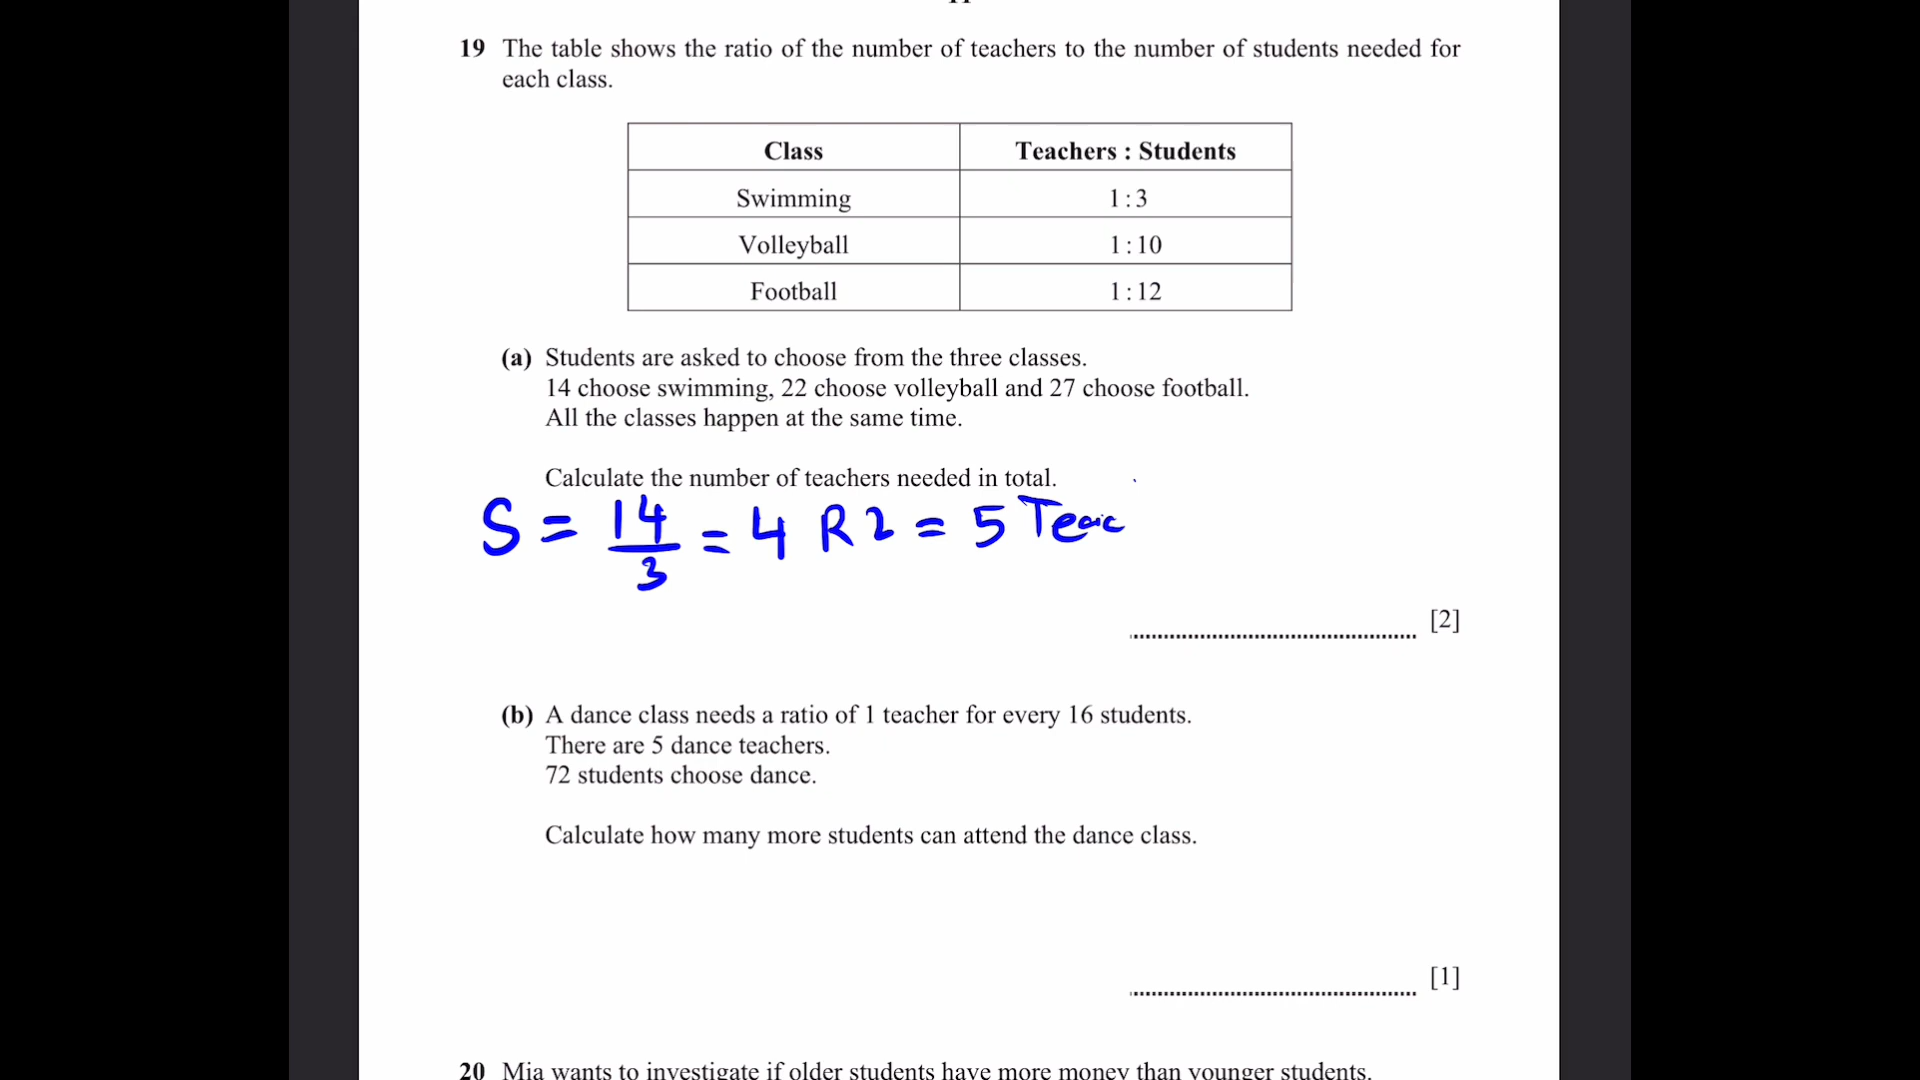 19 The table shows the ratio of the number of teachers to the number of students needed for
each class.
Class Teachers : Students
Swimming 1 : 3
Volleyball 1 : 10
Football 1 : 12
(a) Students are asked to choose from the three classes.
14 choose swimming, 22 choose volleyball and 27 choose football.
All the classes happen at the same time.
Calculate the number of teachers needed in total.
S = 14/3 = 4 R 2 = 5 Teac
[2]
(b) A dance class needs a ratio of 1 teacher for every 16 students.
There are 5 dance teachers.
72 students choose dance.
Calculate how many more students can attend the dance class.
[1]
20 Mia wants to investigate if older students have more money than younger students.